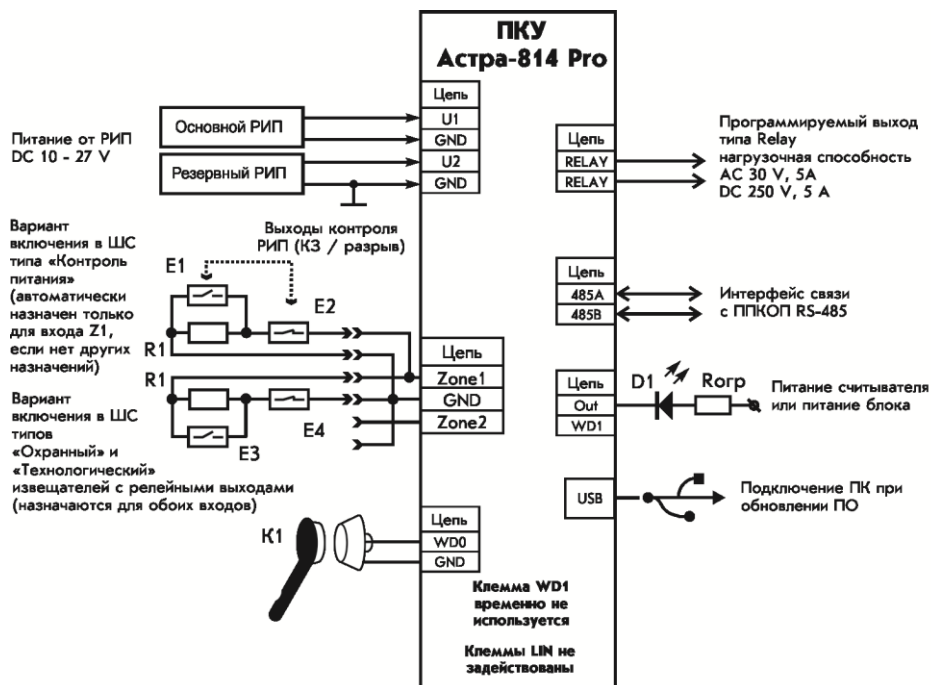 ПКУ
Астра-814 Pro
Цепь
U1
GND
U2
GND
Основной РИП
Резервный РИП
Питание от РИП
DC 10 - 27 V
Цепь
RELAY
RELAY
Программируемый выход
типа Relay
нагрузочная способность
AC 30 V, 5A
DC 250 V, 5 A
Вариант
включения в ШС
типа «Контроль
питания»
(автоматически
назначен только
для входа Z1,
если нет других
назначений)
Выходы контроля
РИП (КЗ / разрыв)
E1
E2
R1
R1
E3
E4
Цепь
Zone1
GND
Zone2
Вариант
включения в ШС
типов
«Охранный» и
«Технологический»
извещателей с релейными выходами
(назначаются для обоих входов)
Цепь
485A
485B
Интерфейс связи
с ППКОП RS-485
Цепь
Out
WD1
D1
Rогр
Питание считывателя
или питание блока
USB
Подключение ПК при
обновлении ПО
К1
Цепь
WD0
GND
Клемма WD1
временно не
используется
Клеммы LIN не
задействованы